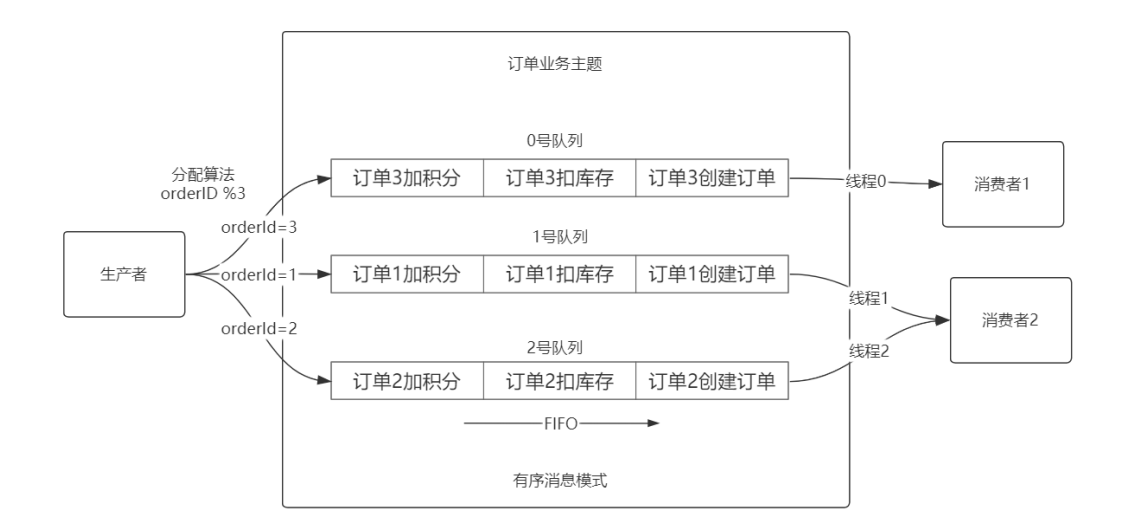 订单业务主题
0号队列
分配算法
orderID %3
订单3加积分
订单3扣库存
订单3创建订单
线程0
消费者1
orderId=3
1号队列
生产者
orderId=1
订单1加积分
订单1扣库存
订单1创建订单
线程1
消费者2
orderId=2
2号队列
线程2
订单2加积分
订单2扣库存
订单2创建订单
FIFO
有序消息模式